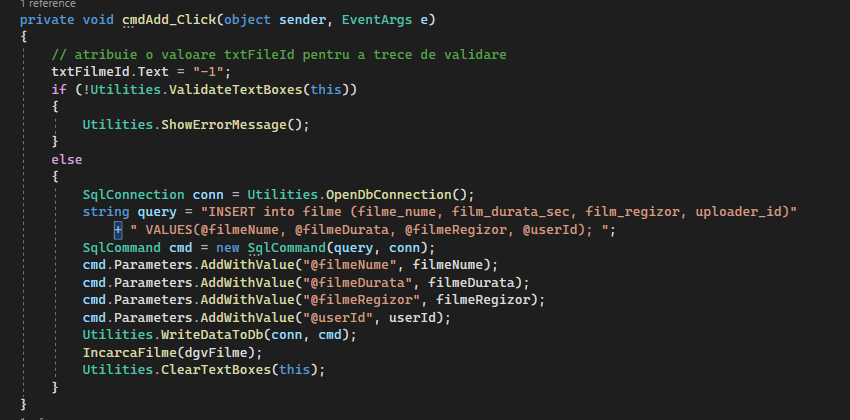 1 reference
private void cmdAdd_Click(object sender, EventArgs e)
{
// atribuie o valoare txtFileId pentru a trece de validare
txtFilmeId.Text = "-1";
if (!Utilities.ValidateTextBoxes(this))
{
Utilities.ShowErrorMessage();
}
else
{
SqlConnection conn = Utilities.OpenDbConnection();
string query = "INSERT into filme (filme_nume, film_durata_sec, film_regizor, uploader_id)"
+ " VALUES(@filmeNume, @filmeDurata, @filmeRegizor, @userId); ";
SqlCommand cmd = new SqlCommand(query, conn);
cmd.Parameters.AddWithValue("@filmeNume", filmeNume);
cmd.Parameters.AddWithValue("@filmeDurata", filmeDurata);
cmd.Parameters.AddWithValue("@filmeRegizor", filmeRegizor);
cmd.Parameters.AddWithValue("@userId", userId);
Utilities.WriteDataToDb(conn, cmd);
IncarcaFilme(dgvFilme);
Utilities.ClearTextBoxes(this);
}
}